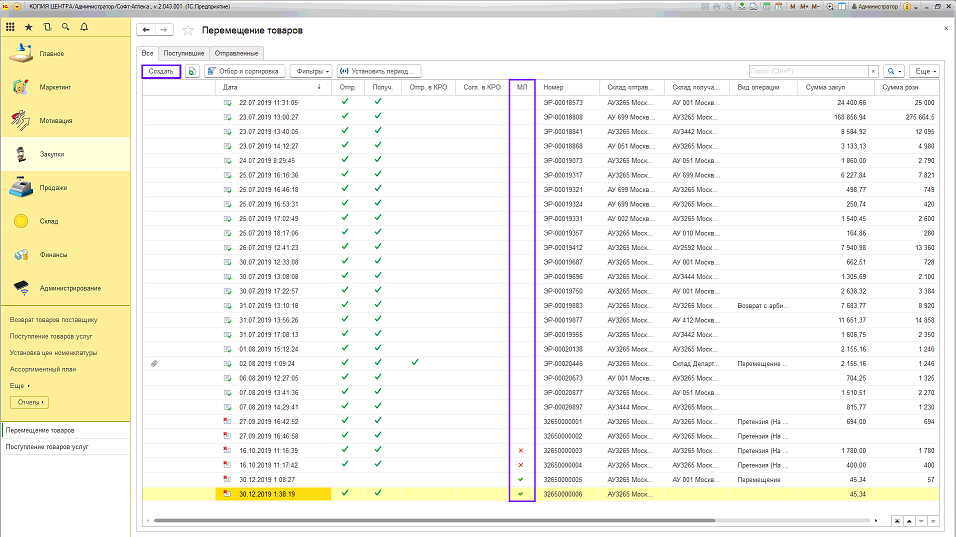 КОПИЯ ЦЕНТРА/Администратор/Софт-Аптека:. v.2.043.001 (1С:Предприятие)
M M+ M- Администратор
Перемещение товаров
Все Поступившие Отправленные
Создать Отбор и сортировка Фильтры Установить период... Поиск (Ctrl+F) Еще
Главное
Маркетинг
Мотивация
Закупки
Продажи
Склад
Финансы
Администрирование
Возврат товаров поставщику
Поступление товаров услуг
Установка цен номенклатуры
Ассортиментный план
Еще
Отчеты
Перемещение товаров
Поступление товаров услуг
Дата Отпр. Получ. Отпр. в КРО Согл. в КРО МЛ Номер Склад отправ... Склад получа... Вид операции Сумма закуп Сумма розн
22.07.2019 11:31:05 ЭР-00018573 АУ3265 Моск... АУ 001 Моск... 24 400,66 25 000
23.07.2019 13:00:27 ЭР-00018808 АУ 699 Москв... АУ3265 Моск... 168 856,94 275 664,5
23.07.2019 13:40:05 ЭР-00018841 АУ3265 Моск... АУ3442 Моск... 8 584,92 12 095
23.07.2019 14:12:27 ЭР-00018868 АУ 051 Москв... АУ3265 Моск... 3 133,13 4 980
24.07.2019 8:29:45 ЭР-00019073 АУ3265 Моск... АУ 051 Моск... 1 860,00 2 790
25.07.2019 16:16:36 ЭР-00019317 АУ3265 Моск... АУ 699 Моск... 6 227,84 7 821
25.07.2019 16:46:18 ЭР-00019321 АУ 699 Москв... АУ3265 Моск... 498,77 749
25.07.2019 16:53:31 ЭР-00019324 АУ 699 Москв... АУ3265 Моск... 250,74 420
25.07.2019 17:02:49 ЭР-00019331 АУ 002 Москв... АУ3265 Моск... 1 540,45 2 600
25.07.2019 18:17:06 ЭР-00019357 АУ3265 Моск... АУ 010 Моск... 164,86 280
26.07.2019 12:41:23 ЭР-00019412 АУ3265 Моск... АУ2592 Моск... 7 940,98 13 360
30.07.2019 12:33:08 ЭР-00019687 АУ3265 Моск... АУ 001 Моск... 662,51 728
30.07.2019 13:08:08 ЭР-00019696 АУ3265 Моск... АУ3444 Моск... 1 305,69 2 100
30.07.2019 17:22:57 ЭР-00019750 АУ3265 Моск... АУ 001 Моск... 2 638,32 3 384
31.07.2019 13:10:18 ЭР-00019883 АУ3265 Моск... АУ3265 Моск... Возврат с арби... 7 683,77 8 920
31.07.2019 13:56:26 ЭР-00019877 АУ3265 Моск... АУ 412 Моск... 11 651,37 14 858
31.07.2019 17:08:13 ЭР-00019955 АУ3265 Моск... АУ3442 Моск... 1 606,75 2 350
01.08.2019 15:12:24 ЭР-00020138 АУ3265 Моск... АУ3265 Моск... 2 155,16 1 246
02.08.2019 1:09:24 ЭР-00020446 АУ3265 Моск... Склад Департ... Перемещение ... 2 155,16 1 246
06.08.2019 12:27:05 ЭР-00020673 АУ 001 Москв... АУ3265 Моск... 704,25 1 325
07.08.2019 13:41:36 ЭР-00020877 АУ3265 Моск... АУ 051 Моск... 1 510,51 2 270
07.08.2019 14:29:41 ЭР-00020897 АУ3444 Моск... АУ3265 Моск... 815,77 1 230
27.09.2019 16:42:52 32650000001 АУ3265 Моск... АУ3265 Моск... Претензия (На ... 694,00 694
27.09.2019 16:46:58 32650000002 АУ3265 Моск... АУ3265 Моск... Претензия (На ...
16.10.2019 11:16:39 32650000003 АУ3265 Моск... АУ3265 Моск... Претензия (На ... 1 780,00 1 780
16.10.2019 11:17:42 32650000004 АУ3265 Моск... АУ3265 Моск... Претензия (На ... 400,00 400
30.12.2019 1:08:27 32650000005 АУ3265 Моск... АУ 001 Моск... Перемещение 45,34 57
30.12.2019 1:38:19 32650000006 АУ3265 Моск... АУ3265 Моск... 45,34